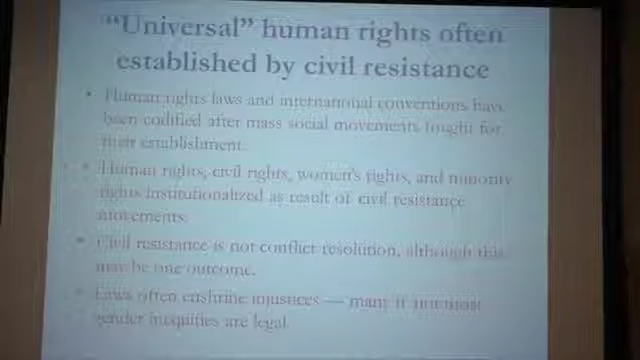 “Universal” human rights often
established by civil resistance
• Human rights laws and international conventions have
been codified after mass social movements fought for
their establishment.
• Human rights, civil rights, women's rights, and minority
rights institutionalized as result of civil resistance
movements.
• Civil resistance is not conflict resolution, although this
may be one outcome.
• Laws often enshrine injustices — many if not most
gender inequities are legal.